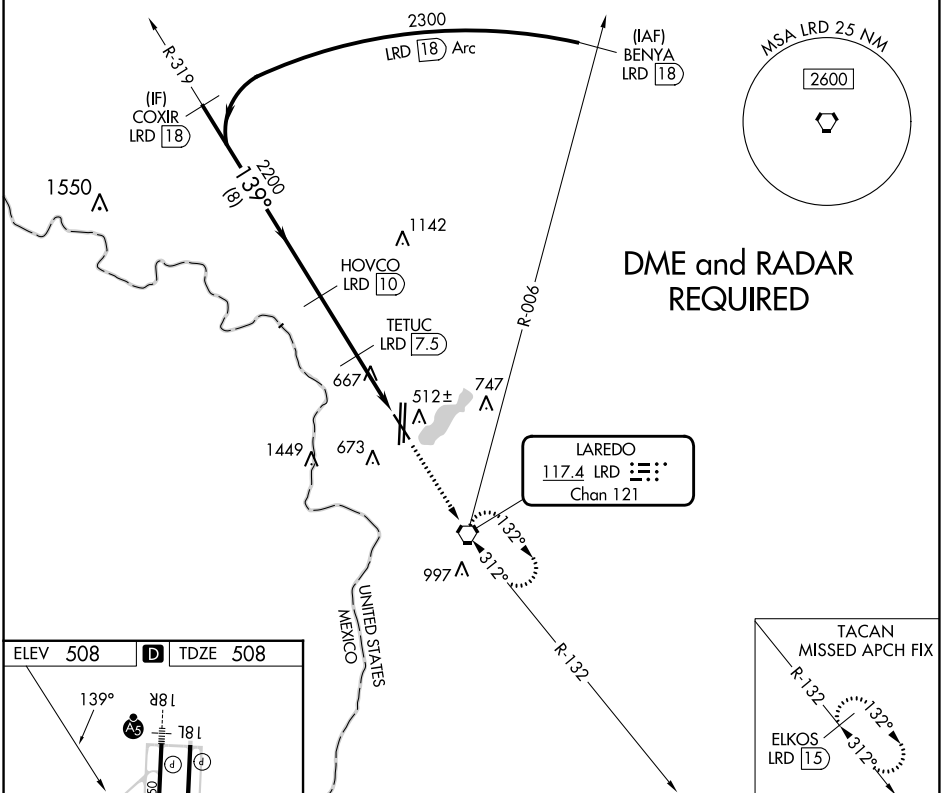 2300
LRD 18 Arc
(IAF)
BENYA
LRD 18
MSA LRD 25 NM
2600
R-319
(IF)
COXIR
LRD 18
2200
139°
(8)
1550
1142
DME and RADAR
REQUIRED
HOVCO
LRD 10
R-006
TETUC
LRD 7.5
667
512±
747
1449
673
LAREDO
117.4 LRD
Chan 121
132°
312°
997
UNITED STATES
MEXICO
R-132
TACAN
MISSED APCH FIX
R-132
132°
312°
ELKOS
LRD 15
ELEV 508
D
TDZE 508
139°
18R
A5
18L
P
P
50